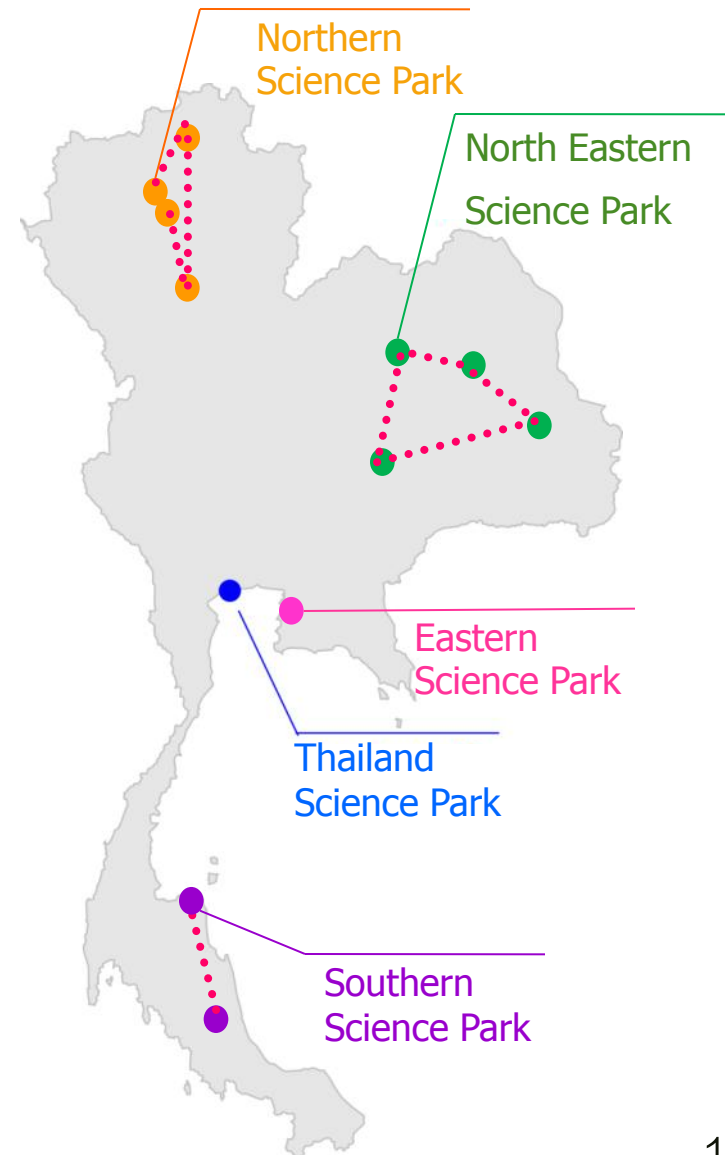 Northern
Science Park
North Eastern
Science Park
Eastern
Science Park
Thailand
Science Park
Southern
Science Park
1